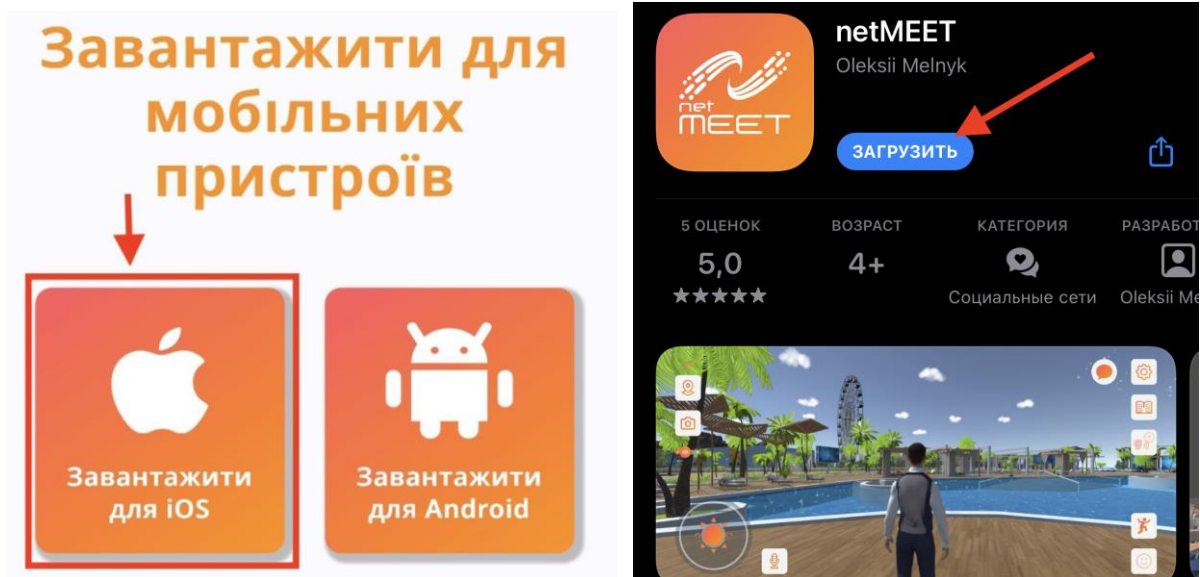 Завантажити для
мобільних
пристроїв
Завантажити
для iOS
Завантажити
для Android
netMEET
Oleksii Melnyk
net
MEET
ЗАГРУЗИТЬ
5 ОЦЕНОК
5,0
ВОЗРАСТ
4+
КАТЕГОРИЯ
Социальные сети
РАЗРАБОТ
Oleksii Me